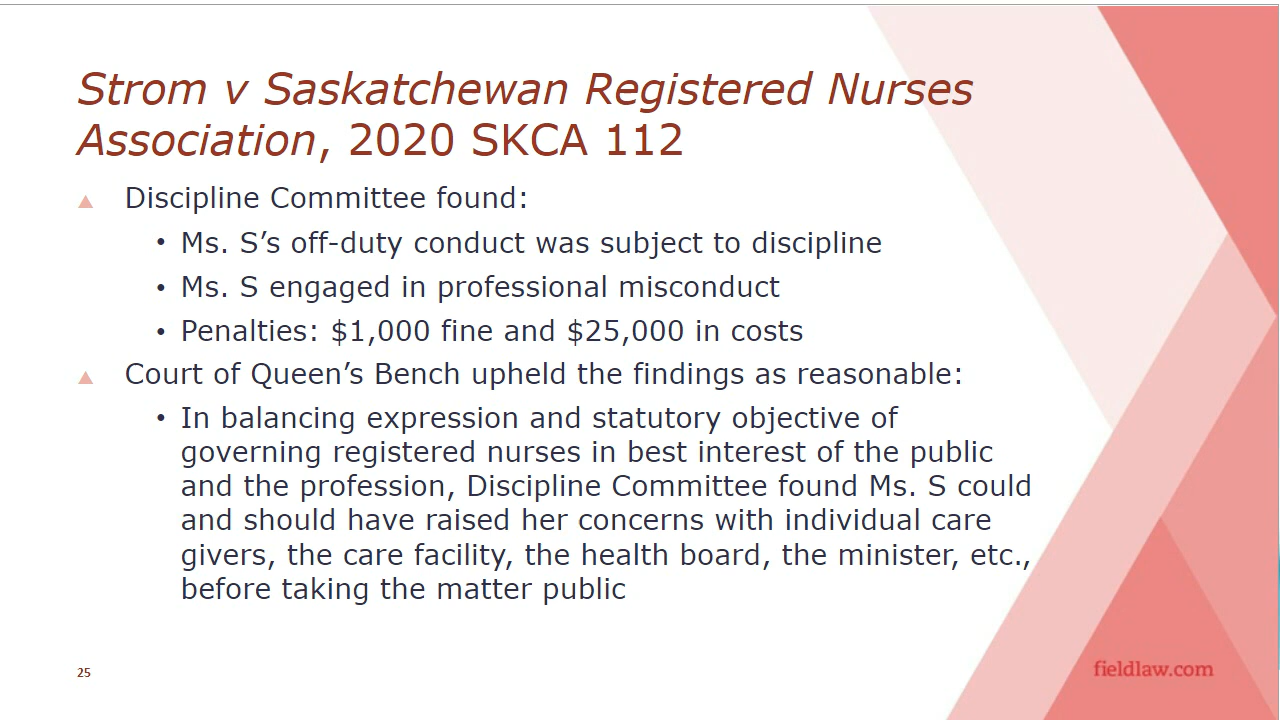 Strom v Saskatchewan Registered Nurses
Association, 2020 SKCA 112
Discipline Committee found:
• Ms. S’s off-duty conduct was subject to discipline
• Ms. S engaged in professional misconduct
• Penalties: $1,000 fine and $25,000 in costs
Court of Queen’s Bench upheld the findings as reasonable:
• In balancing expression and statutory objective of
governing registered nurses in best interest of the public
and the profession, Discipline Committee found Ms. S could
and should have raised her concerns with individual care
givers, the care facility, the health board, the minister, etc.,
before taking the matter public
25
fieldlaw.com